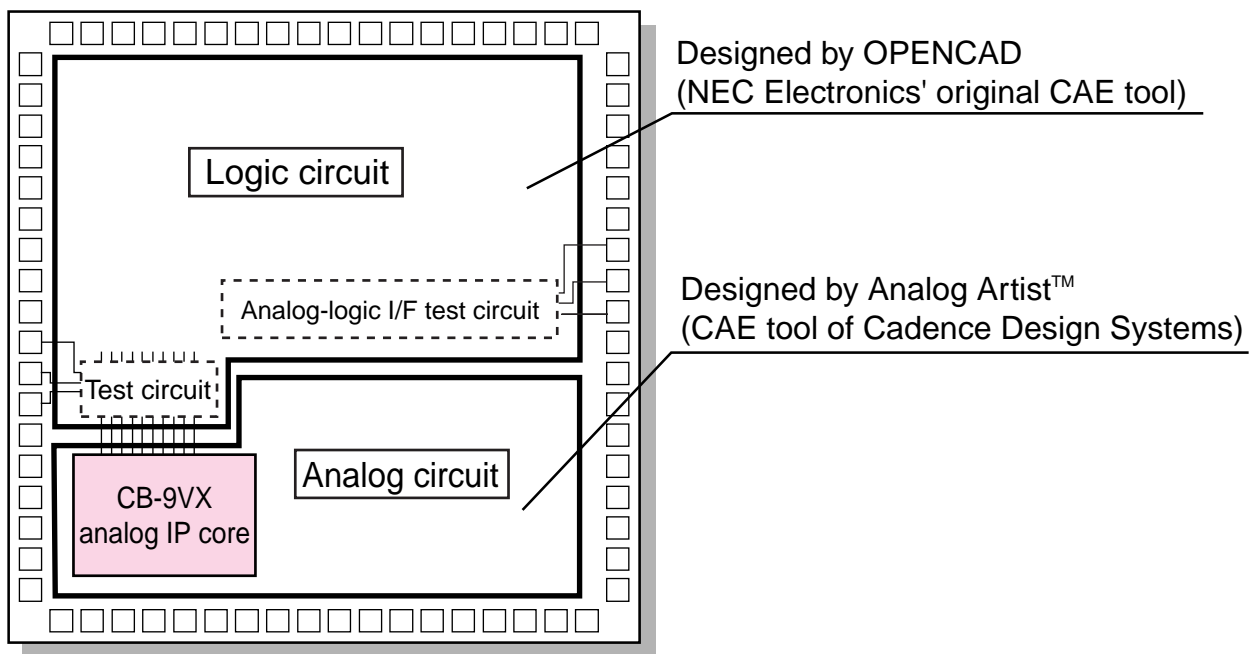 Designed by OPENCAD
(NEC Electronics' original CAE tool)
Logic circuit
Analog-logic I/F test circuit
Designed by Analog Artist™
(CAE tool of Cadence Design Systems)
Test circuit
Analog circuit
CB-9VX
analog IP core